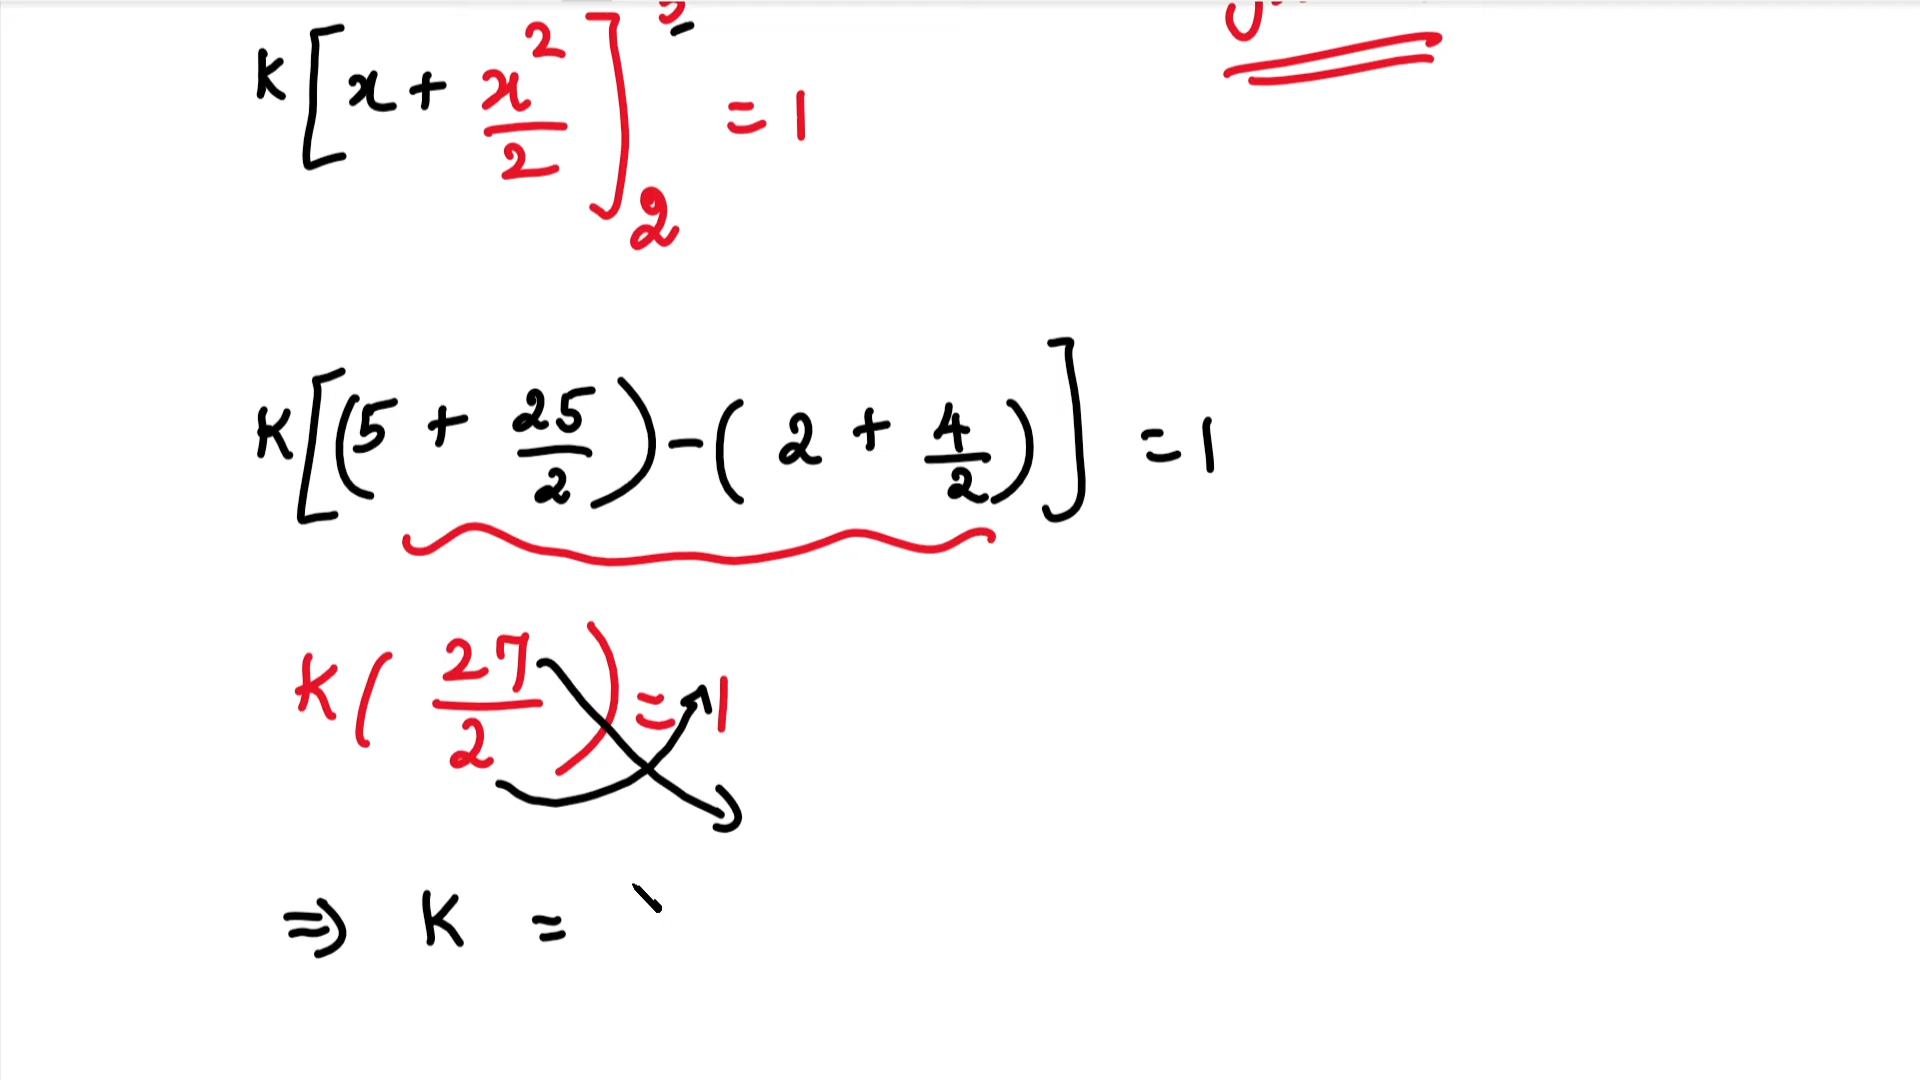 K[x + x²/2]₂ = 1
K[(5 + 25/2) - (2 + 4/2)] = 1
K(27/2) = 1
⇒ K =